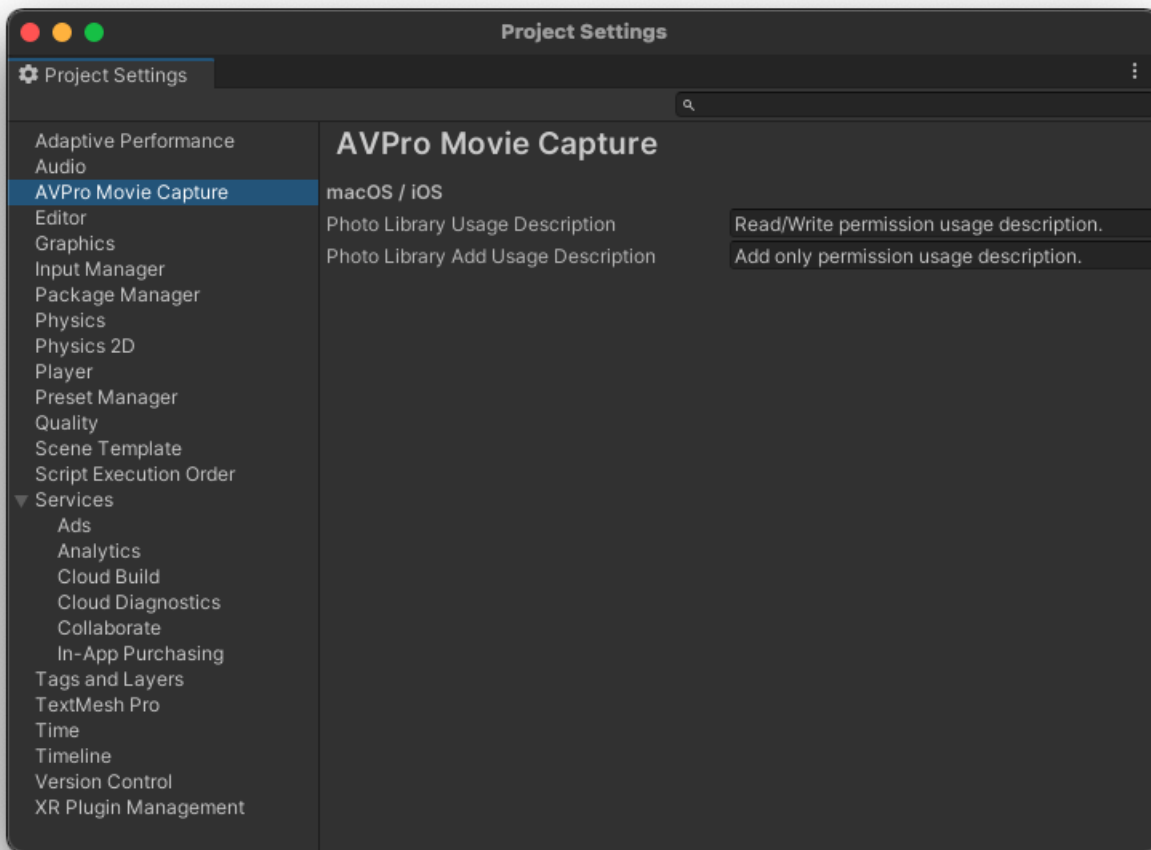 Project Settings
Project Settings
Adaptive Performance
Audio
AVPro Movie Capture
Editor
Graphics
Input Manager
Package Manager
Physics
Physics 2D
Player
Preset Manager
Quality
Scene Template
Script Execution Order
Services
Ads
Analytics
Cloud Build
Cloud Diagnostics
Collaborate
In-App Purchasing
Tags and Layers
TextMesh Pro
Time
Timeline
Version Control
XR Plugin Management
AVPro Movie Capture
macOS / iOS
Photo Library Usage Description Read/Write permission usage description.
Photo Library Add Usage Description Add only permission usage description.